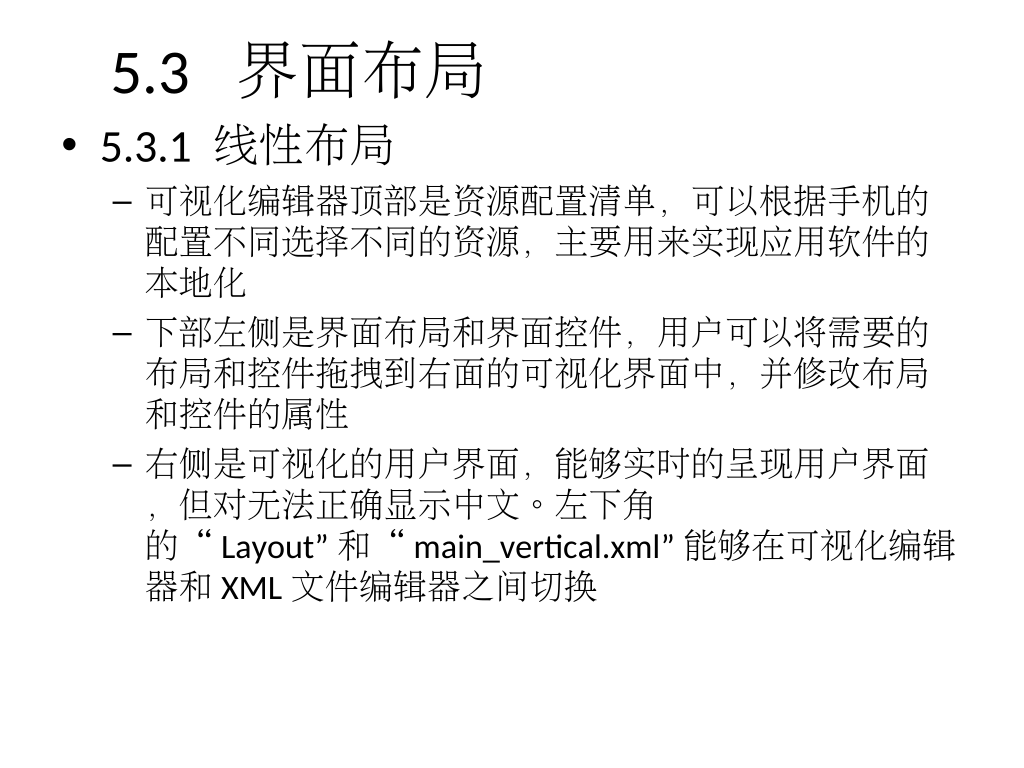 5.3 界面布局
• 5.3.1 线性布局
– 可视化编辑器顶部是资源配置清单，可以根据手机的
配置不同选择不同的资源，主要用来实现应用软件的
本地化
– 下部左侧是界面布局和界面控件，用户可以将需要的
布局和控件拖拽到右面的可视化界面中，并修改布局
和控件的属性
– 右侧是可视化的用户界面，能够实时的呈现用户界面
，但对无法正确显示中文。左下角
的“Layout”和“main_vertical.xml”能够在可视化编辑
器和XML文件编辑器之间切换